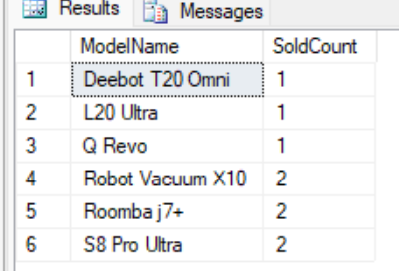 Results Messages
ModelName SoldCount
1 Deebot T20 Omni 1
2 L20 Ultra 1
3 Q Revo 1
4 Robot Vacuum X10 2
5 Roomba j7+ 2
6 S8 Pro Ultra 2